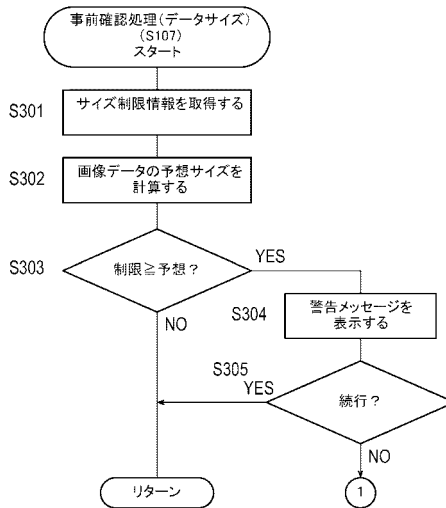 事前確認処理(データサイズ)
(S107)
スタート
S301
サイズ制限情報を取得する
S302
画像データの予想サイズを
計算する
S303
制限≧予想?
YES
NO
S304
警告メッセージを
表示する
S305
YES
続行?
NO
リターン
1